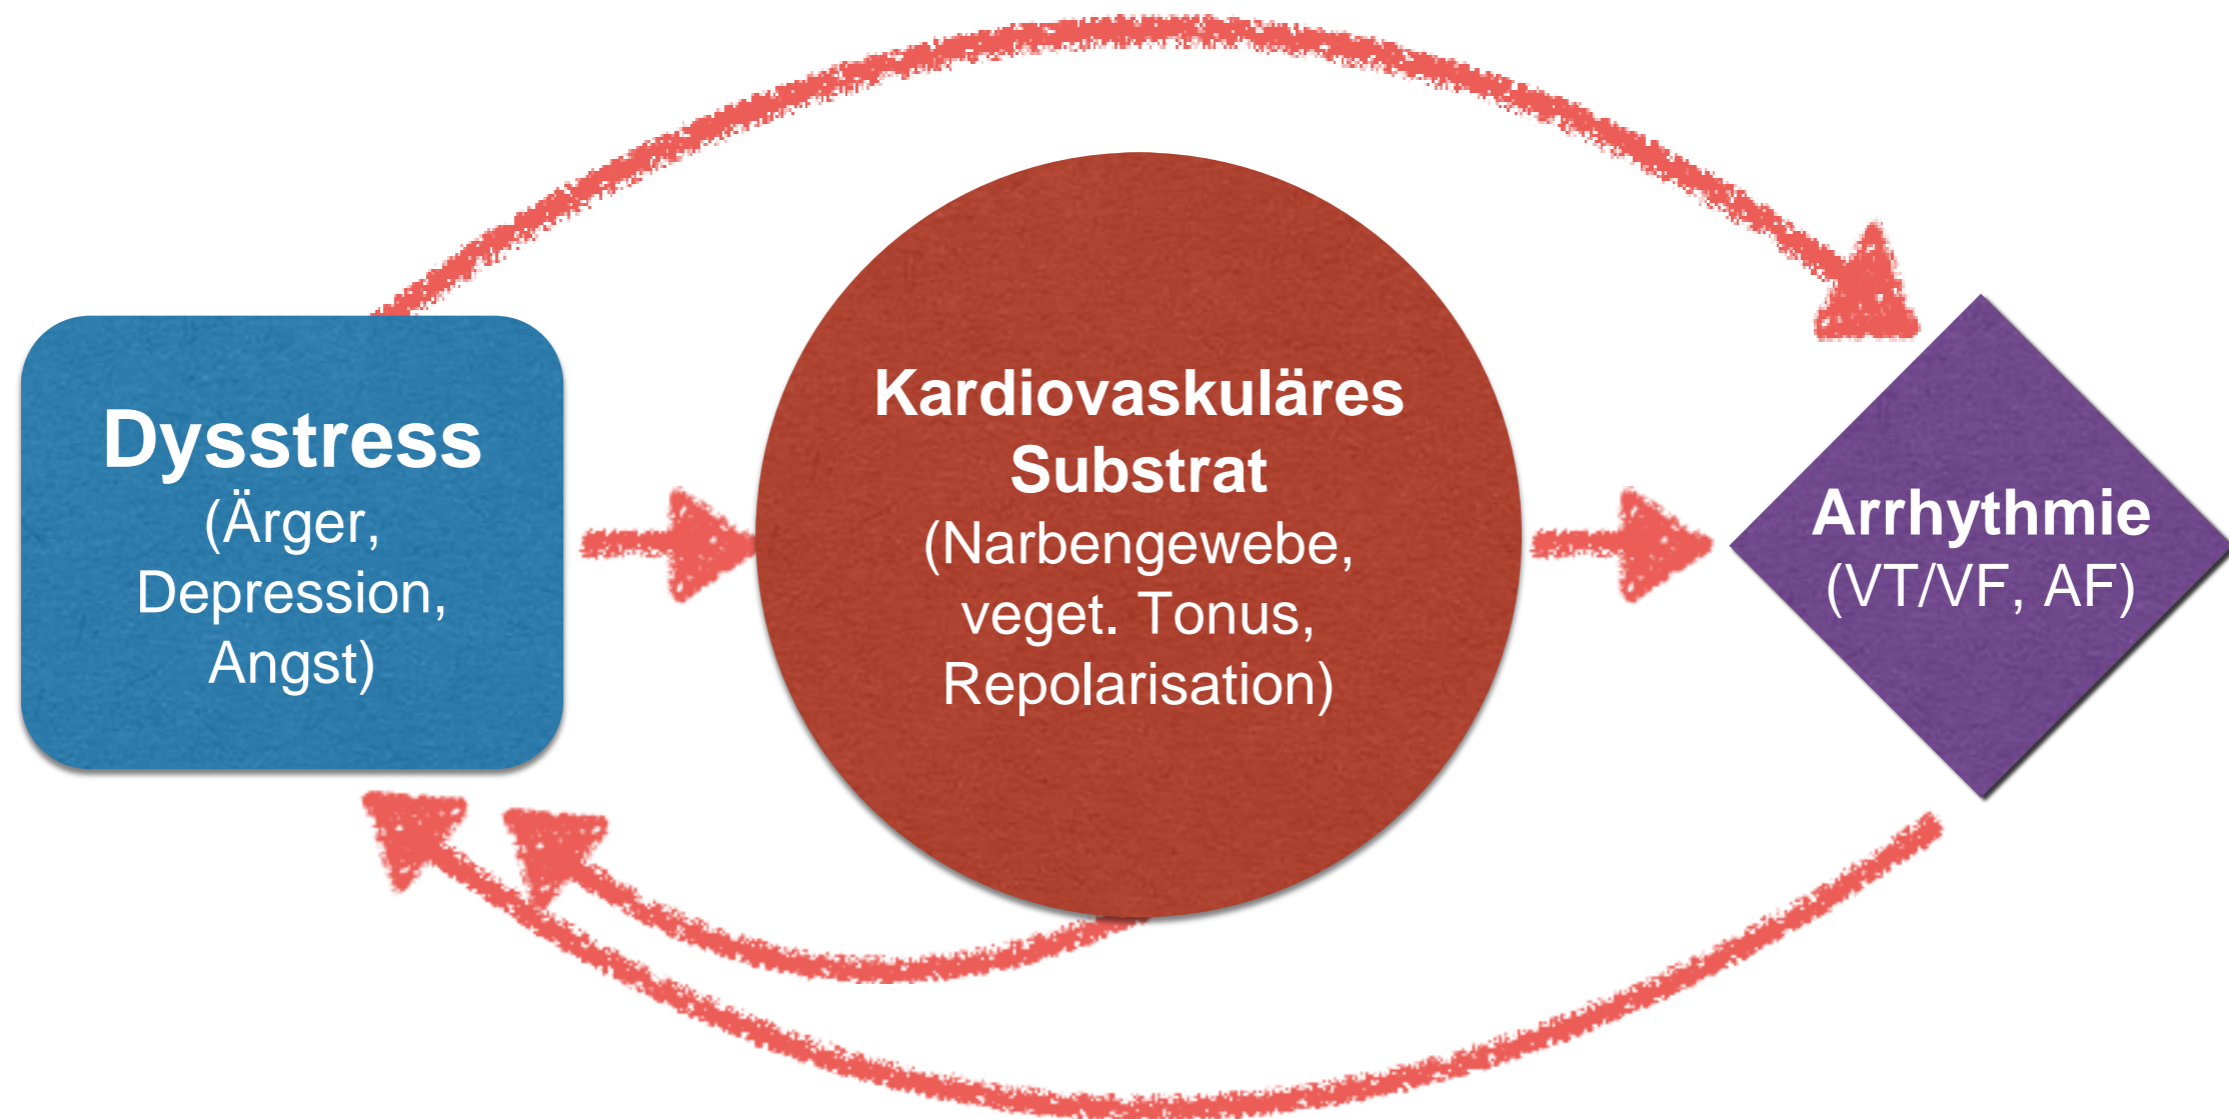 Dysstress
(Ärger,
Depression,
Angst)
Kardiovaskuläres
Substrat
(Narbengewebe,
veget. Tonus,
Repolarisation)
Arrhythmie
(VT/VF, AF)